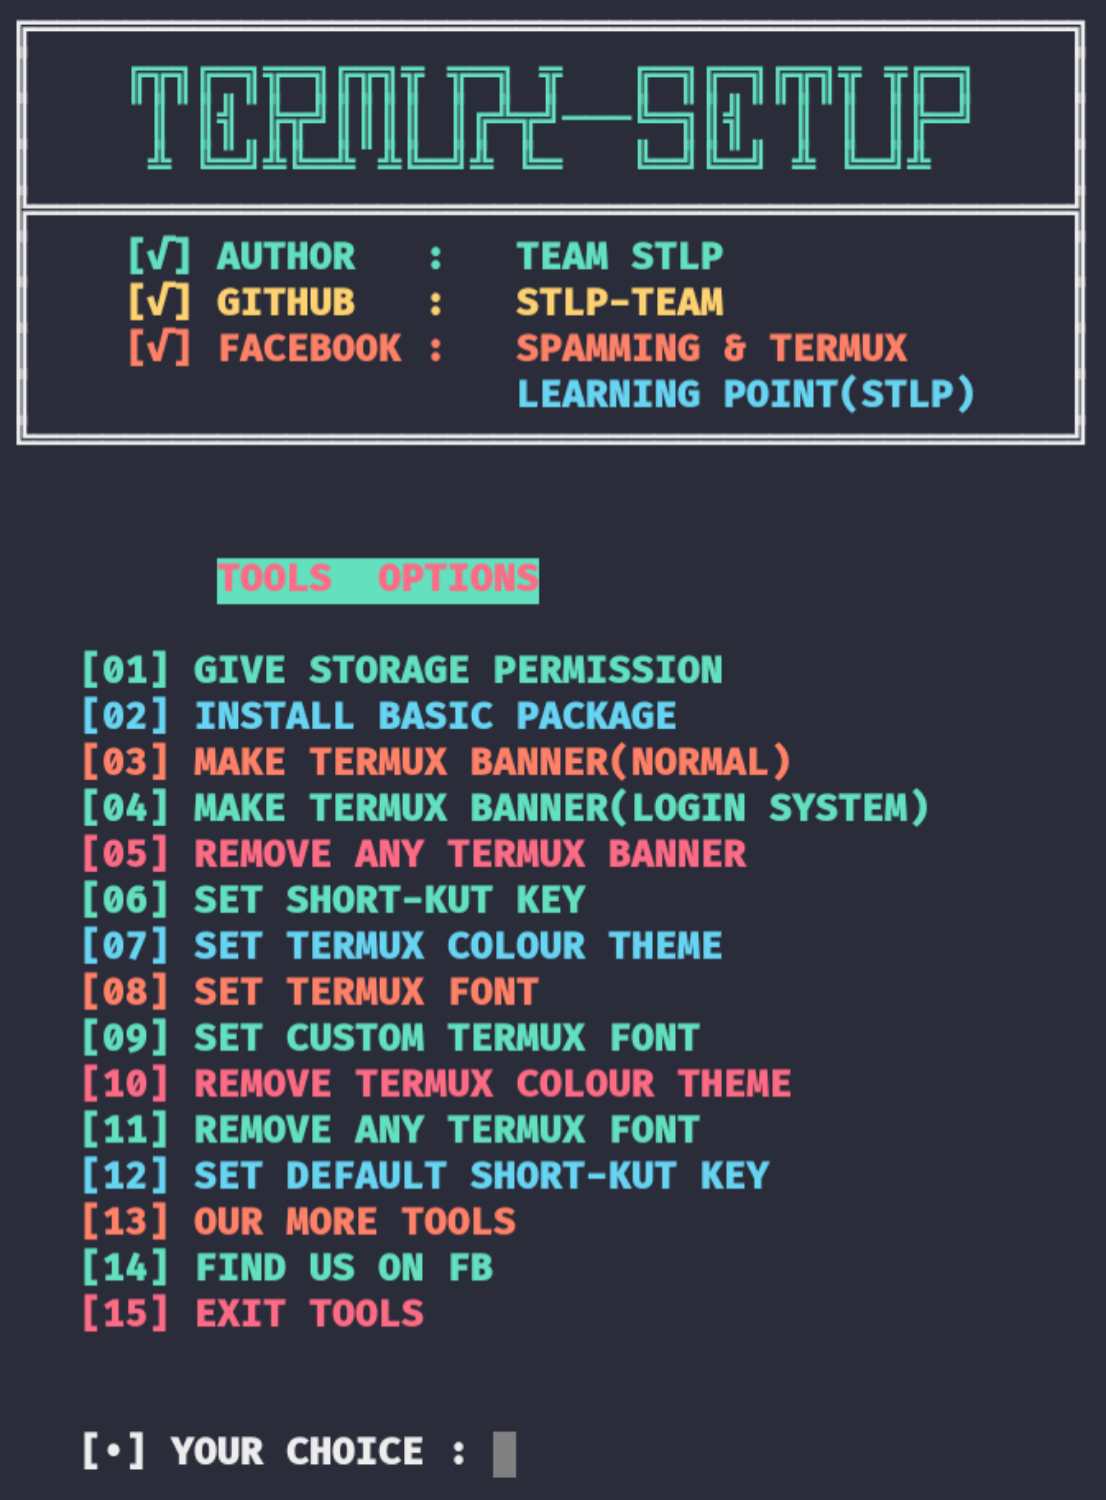 TERMUX-SETUP
[√] AUTHOR   :   TEAM STLP
[√] GITHUB   :   STLP-TEAM
[√] FACEBOOK :   SPAMMING & TERMUX
LEARNING POINT(STLP)
TOOLS  OPTIONS
[01] GIVE STORAGE PERMISSION
[02] INSTALL BASIC PACKAGE
[03] MAKE TERMUX BANNER(NORMAL)
[04] MAKE TERMUX BANNER(LOGIN SYSTEM)
[05] REMOVE ANY TERMUX BANNER
[06] SET SHORT-KUT KEY
[07] SET TERMUX COLOUR THEME
[08] SET TERMUX FONT
[09] SET CUSTOM TERMUX FONT
[10] REMOVE TERMUX COLOUR THEME
[11] REMOVE ANY TERMUX FONT
[12] SET DEFAULT SHORT-KUT KEY
[13] OUR MORE TOOLS
[14] FIND US ON FB
[15] EXIT TOOLS
[•] YOUR CHOICE :